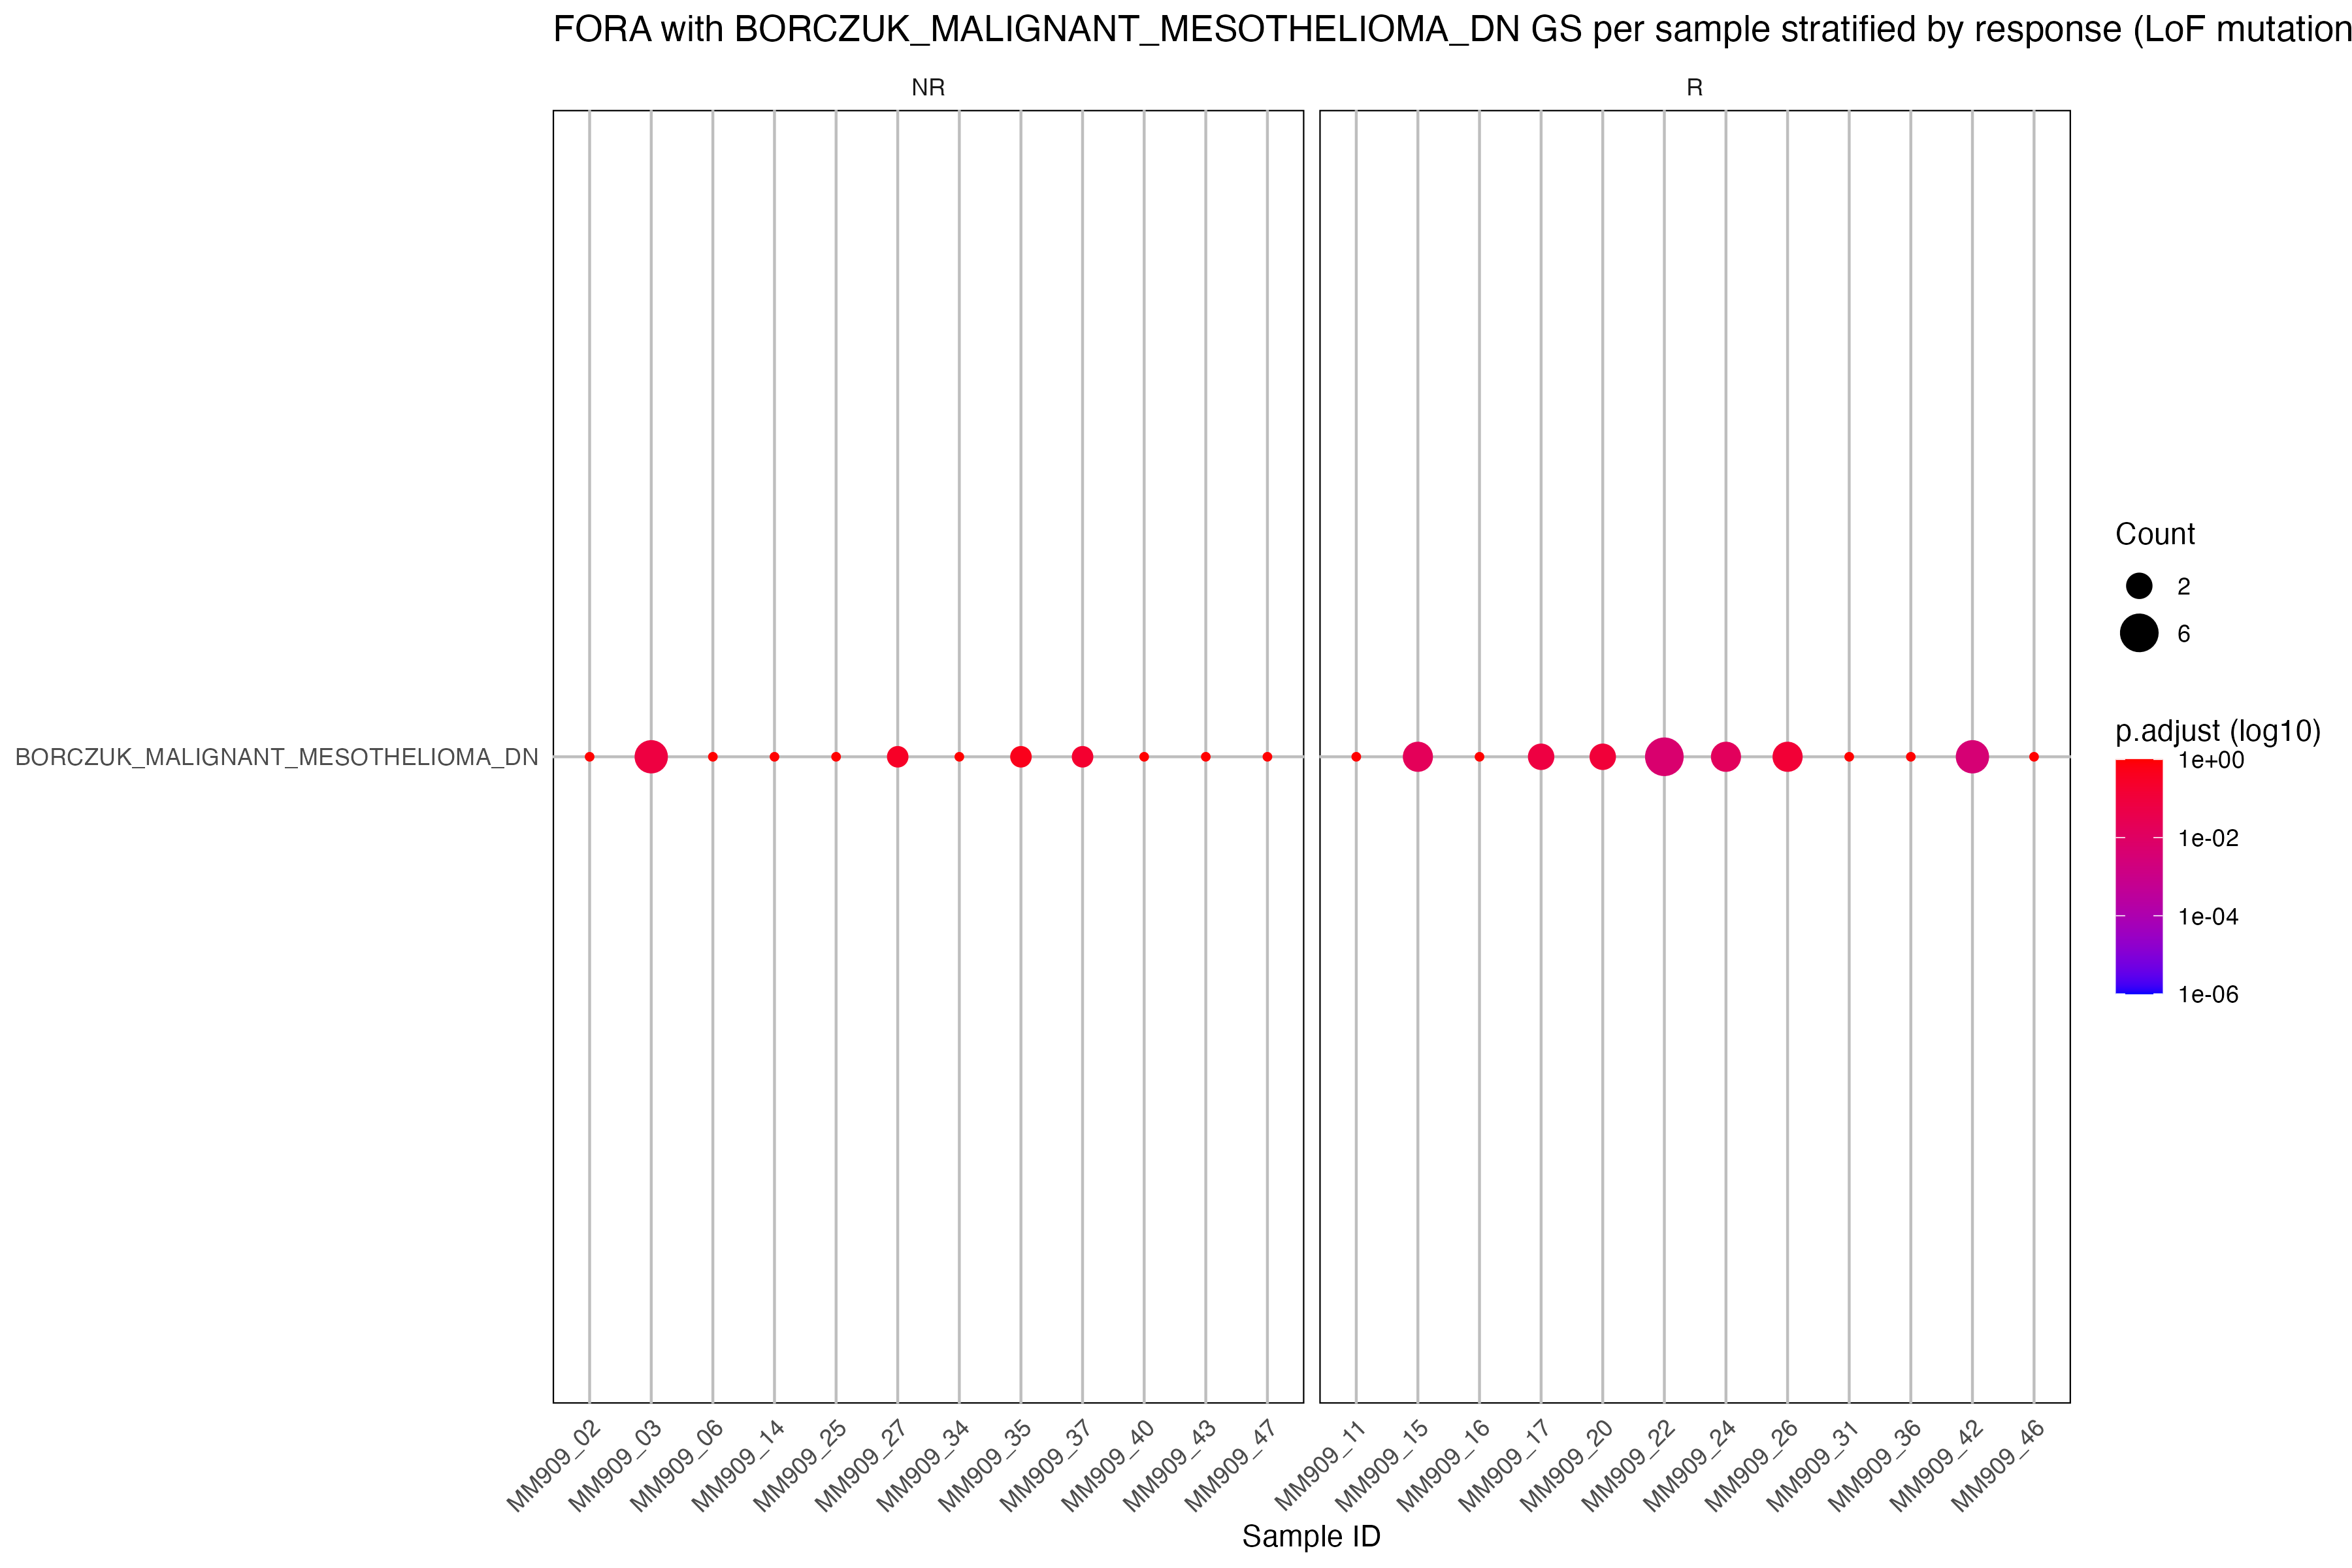 FORA with BORCZUK_MALIGNANT_MESOTHELIOMA_DN GS per sample stratified by response (LoF mutation
NR
R
BORCZUK_MALIGNANT_MESOTHELIOMA_DN
Count
2
6
p.adjust (log10)
1e+00
1e-02
1e-04
1e-06
MM909_02
MM909_03
MM909_06
MM909_14
MM909_25
MM909_27
MM909_34
MM909_35
MM909_37
MM909_40
MM909_43
MM909_47
MM909_11
MM909_15
MM909_16
MM909_17
MM909_20
MM909_22
MM909_24
MM909_26
MM909_31
MM909_36
MM909_42
MM909_46
Sample ID